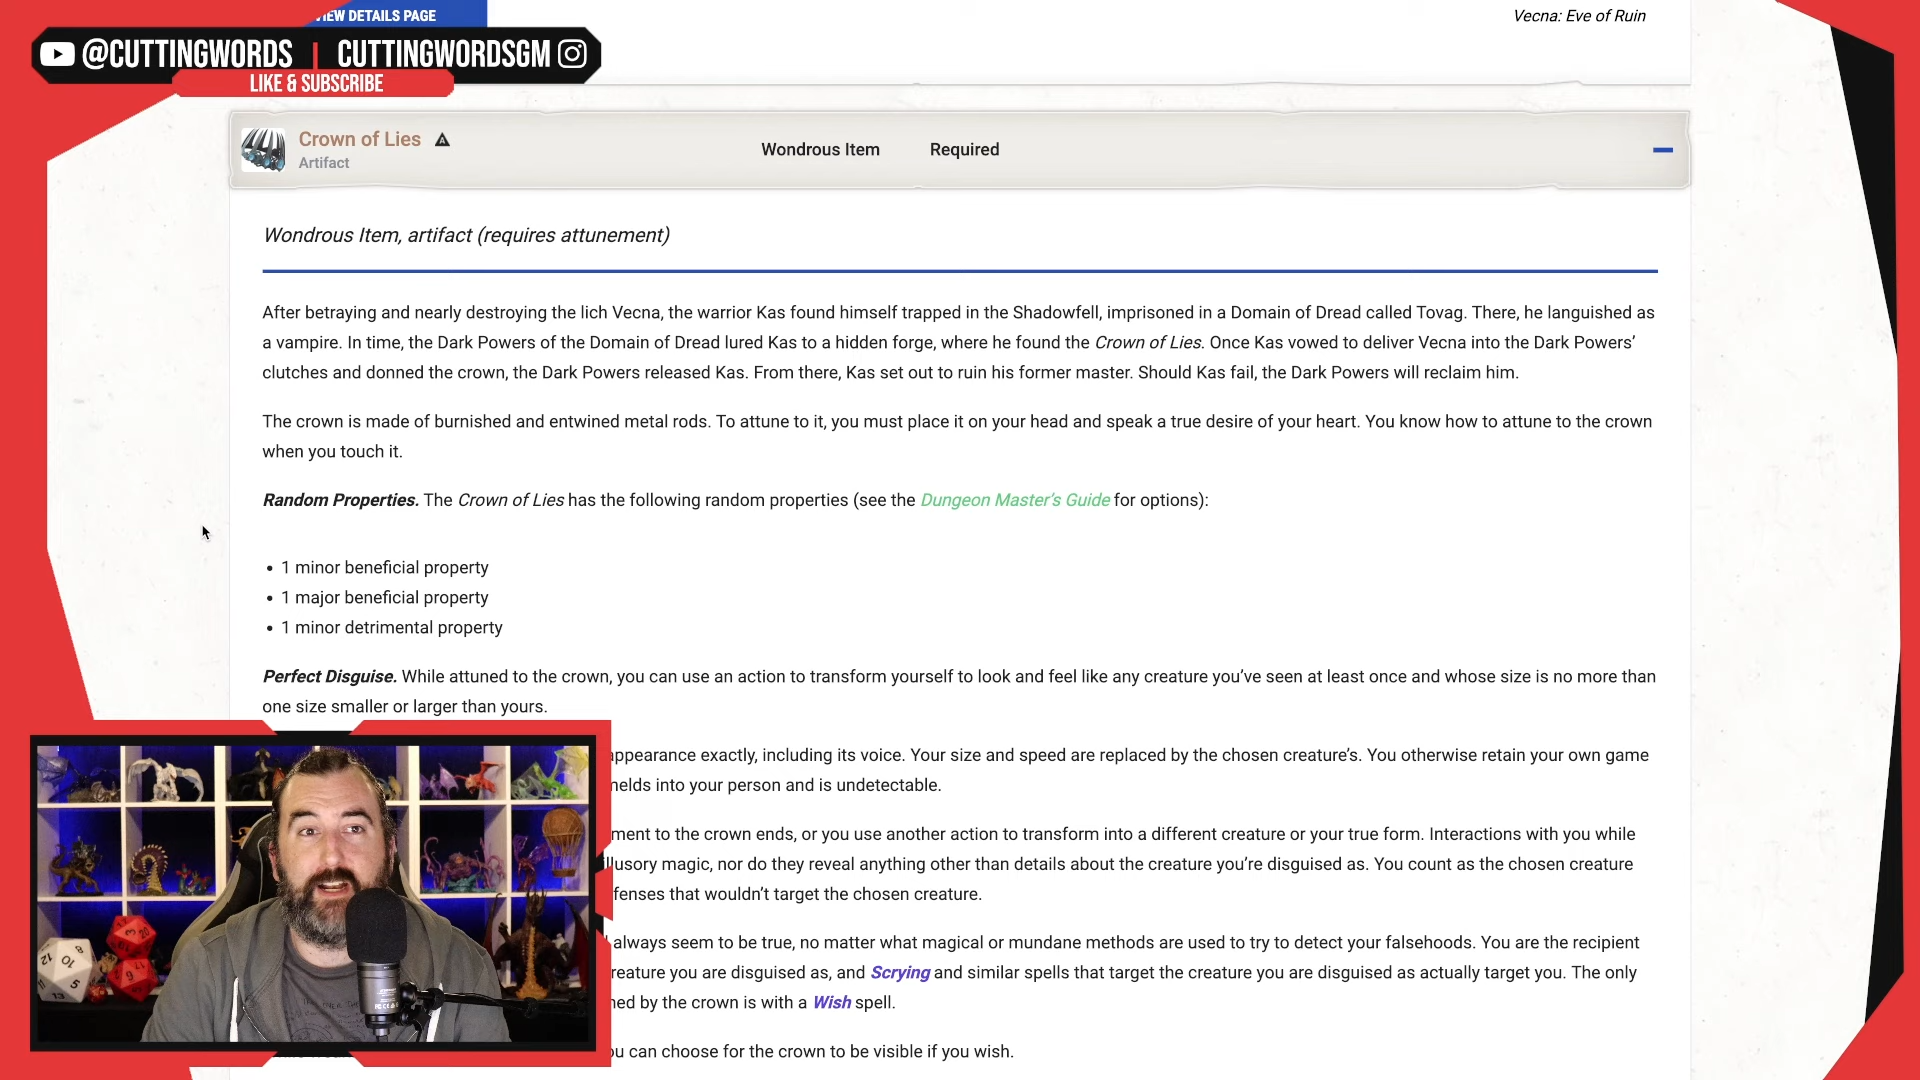 VIEW DETAILS PAGE
Vecna: Eve of Ruin
@CUTTINGWORDS | CUTTINGWORDSGM
LIKE & SUBSCRIBE
Crown of Lies
Artifact
Wondrous Item
Required
Wondrous Item, artifact (requires attunement)
After betraying and nearly destroying the lich Vecna, the warrior Kas found himself trapped in the Shadowfell, imprisoned in a Domain of Dread called Tovag. There, he languished as
a vampire. In time, the Dark Powers of the Domain of Dread lured Kas to a hidden forge, where he found the Crown of Lies. Once Kas vowed to deliver Vecna into the Dark Powers’
clutches and donned the crown, the Dark Powers released Kas. From there, Kas set out to ruin his former master. Should Kas fail, the Dark Powers will reclaim him.
The crown is made of burnished and entwined metal rods. To attune to it, you must place it on your head and speak a true desire of your heart. You know how to attune to the crown
when you touch it.
Random Properties. The Crown of Lies has the following random properties (see the Dungeon Master’s Guide for options):
• 1 minor beneficial property
• 1 major beneficial property
• 1 minor detrimental property
Perfect Disguise. While attuned to the crown, you can use an action to transform yourself to look and feel like any creature you’ve seen at least once and whose size is no more than
one size smaller or larger than yours.
appearance exactly, including its voice. Your size and speed are replaced by the chosen creature’s. You otherwise retain your own game
melds into your person and is undetectable.
ment to the crown ends, or you use another action to transform into a different creature or your true form. Interactions with you while
llusory magic, nor do they reveal anything other than details about the creature you’re disguised as. You count as the chosen creature
fenses that wouldn’t target the chosen creature.
always seem to be true, no matter what magical or mundane methods are used to try to detect your falsehoods. You are the recipient
reature you are disguised as, and Scrying and similar spells that target the creature you are disguised as actually target you. The only
ned by the crown is with a Wish spell.
ou can choose for the crown to be visible if you wish.